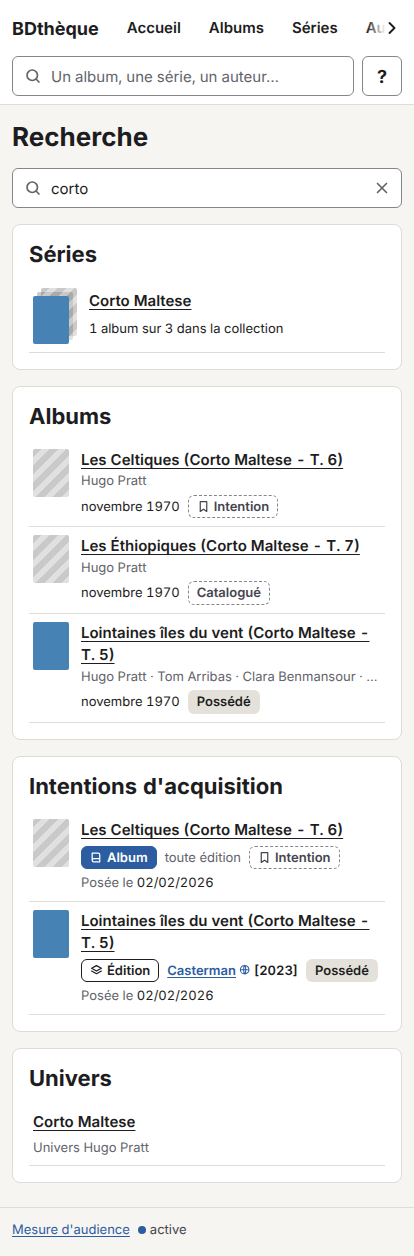 BDthèque Accueil Albums Séries Au
Un album, une série, un auteur... ?
Recherche
corto
Séries
Corto Maltese
1 album sur 3 dans la collection
Albums
Les Celtiques (Corto Maltese - T. 6)
Hugo Pratt
novembre 1970 Intention
Les Éthiopiques (Corto Maltese - T. 7)
Hugo Pratt
novembre 1970 Catalogué
Lointaines îles du vent (Corto Maltese -
T. 5)
Hugo Pratt · Tom Arribas · Clara Benmansour · ...
novembre 1970 Possédé
Intentions d'acquisition
Les Celtiques (Corto Maltese - T. 6)
Album toute édition Intention
Posée le 02/02/2026
Lointaines îles du vent (Corto Maltese -
T. 5)
Édition Casterman [2023] Possédé
Posée le 02/02/2026
Univers
Corto Maltese
Univers Hugo Pratt
Mesure d'audience active